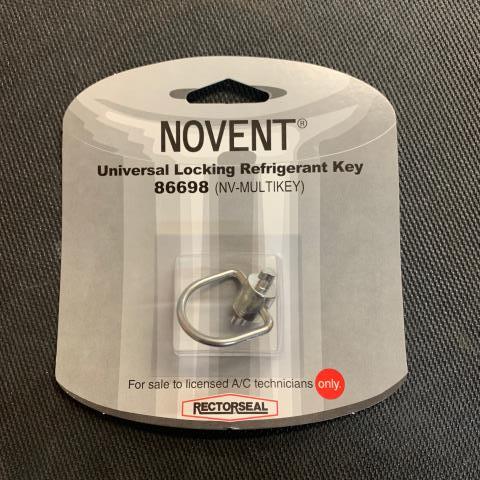 NOVENT®
Universal Locking Refrigerant Key
86698 (NV-MULTIKEY)
For sale to licensed A/C technicians only.
RECTORSEAL